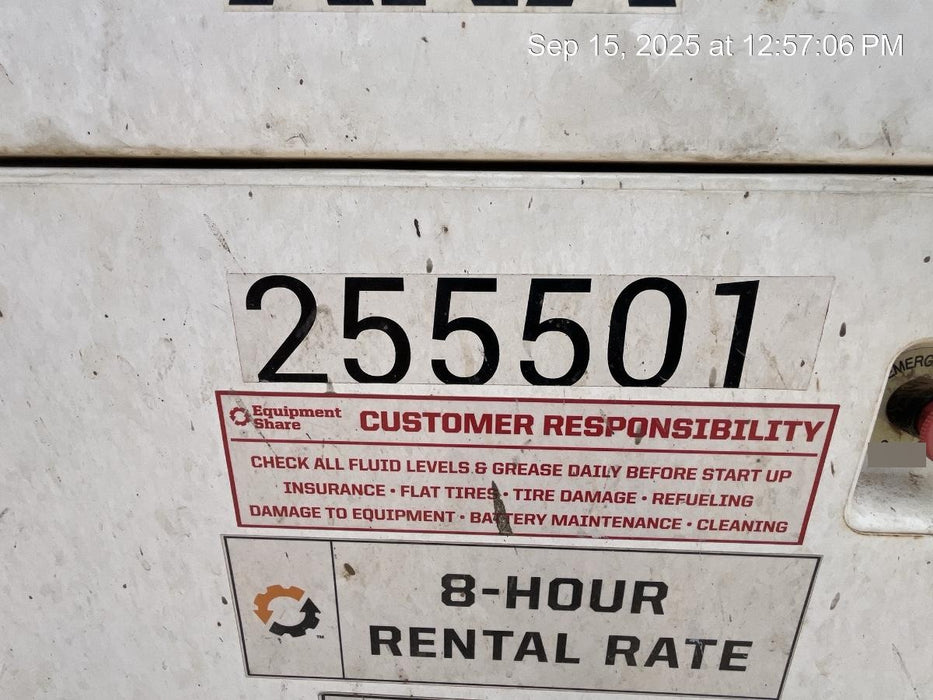 Sep 15, 2025 at 12:57:06 PM
255501
Equipment Share CUSTOMER RESPONSIBILITY
CHECK ALL FLUID LEVELS & GREASE DAILY BEFORE START UP
INSURANCE • FLAT TIRES • TIRE DAMAGE • REFUELING
DAMAGE TO EQUIPMENT • BATTERY MAINTENANCE • CLEANING
8-HOUR
RENTAL RATE